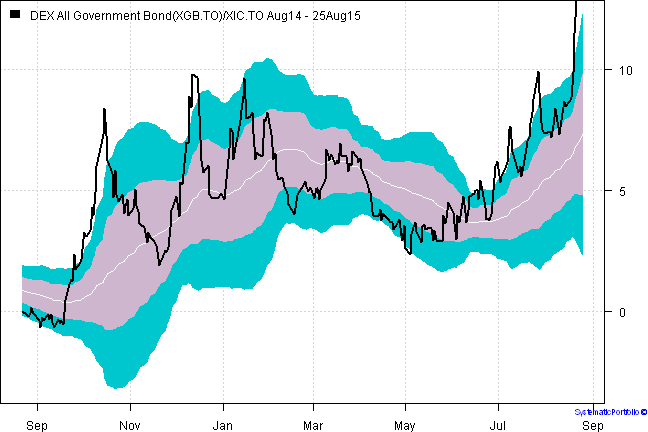 DEX All Government Bond(XGB.TO)/XIC.TO Aug14 - 25Aug15
10
5
0
SystematicPortfolio ©
Sep Nov Jan Mar May Jul Sep